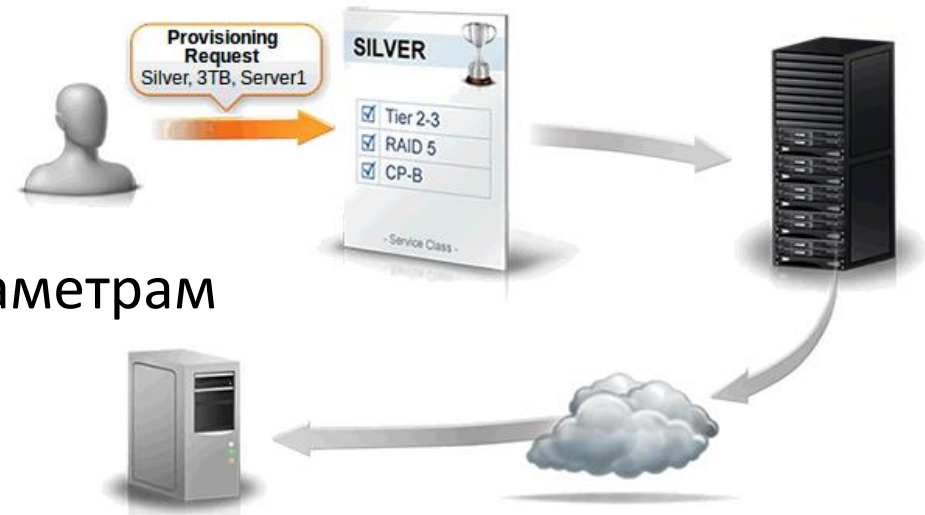 Provisioning
Request
Silver, 3TB, Server1
SILVER
Tier 2-3
RAID 5
CP-B
- Service Class -
аметрам